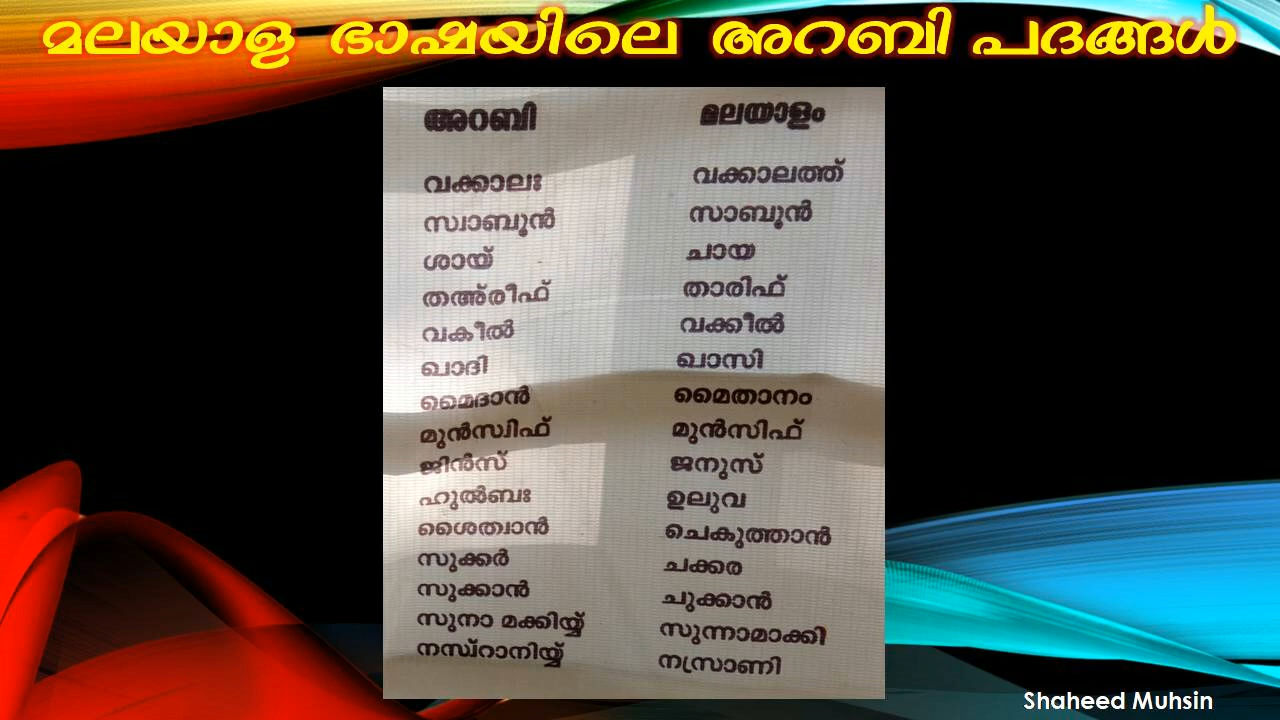 മലയാള ഭാഷയിലെ അറബി പദങ്ങൾ
അറബി മലയാളം
വക്കാലഃ വക്കാലത്ത്
സ്വാബൂൻ സാബൂൻ
ശായ് ചായ
തഅ്രീഫ് താരിഫ്
വകീൽ വക്കീൽ
ഖാദി ഖാസി
മൈദാൻ മൈതാനം
മുൻസ്വിഫ് മുൻസിഫ്
ജിൻസ് ജനുസ്
ഹുൽബഃ ഉലുവ
ശൈത്വാൻ ചെകുത്താൻ
സുക്കർ ചക്കര
സുക്കാൻ ചുക്കാൻ
സുനാ മക്കിയ്യ് സുന്നാമാക്കി
നസ്റാനിയ്യ് നസ്രാണി
Shaheed Muhsin